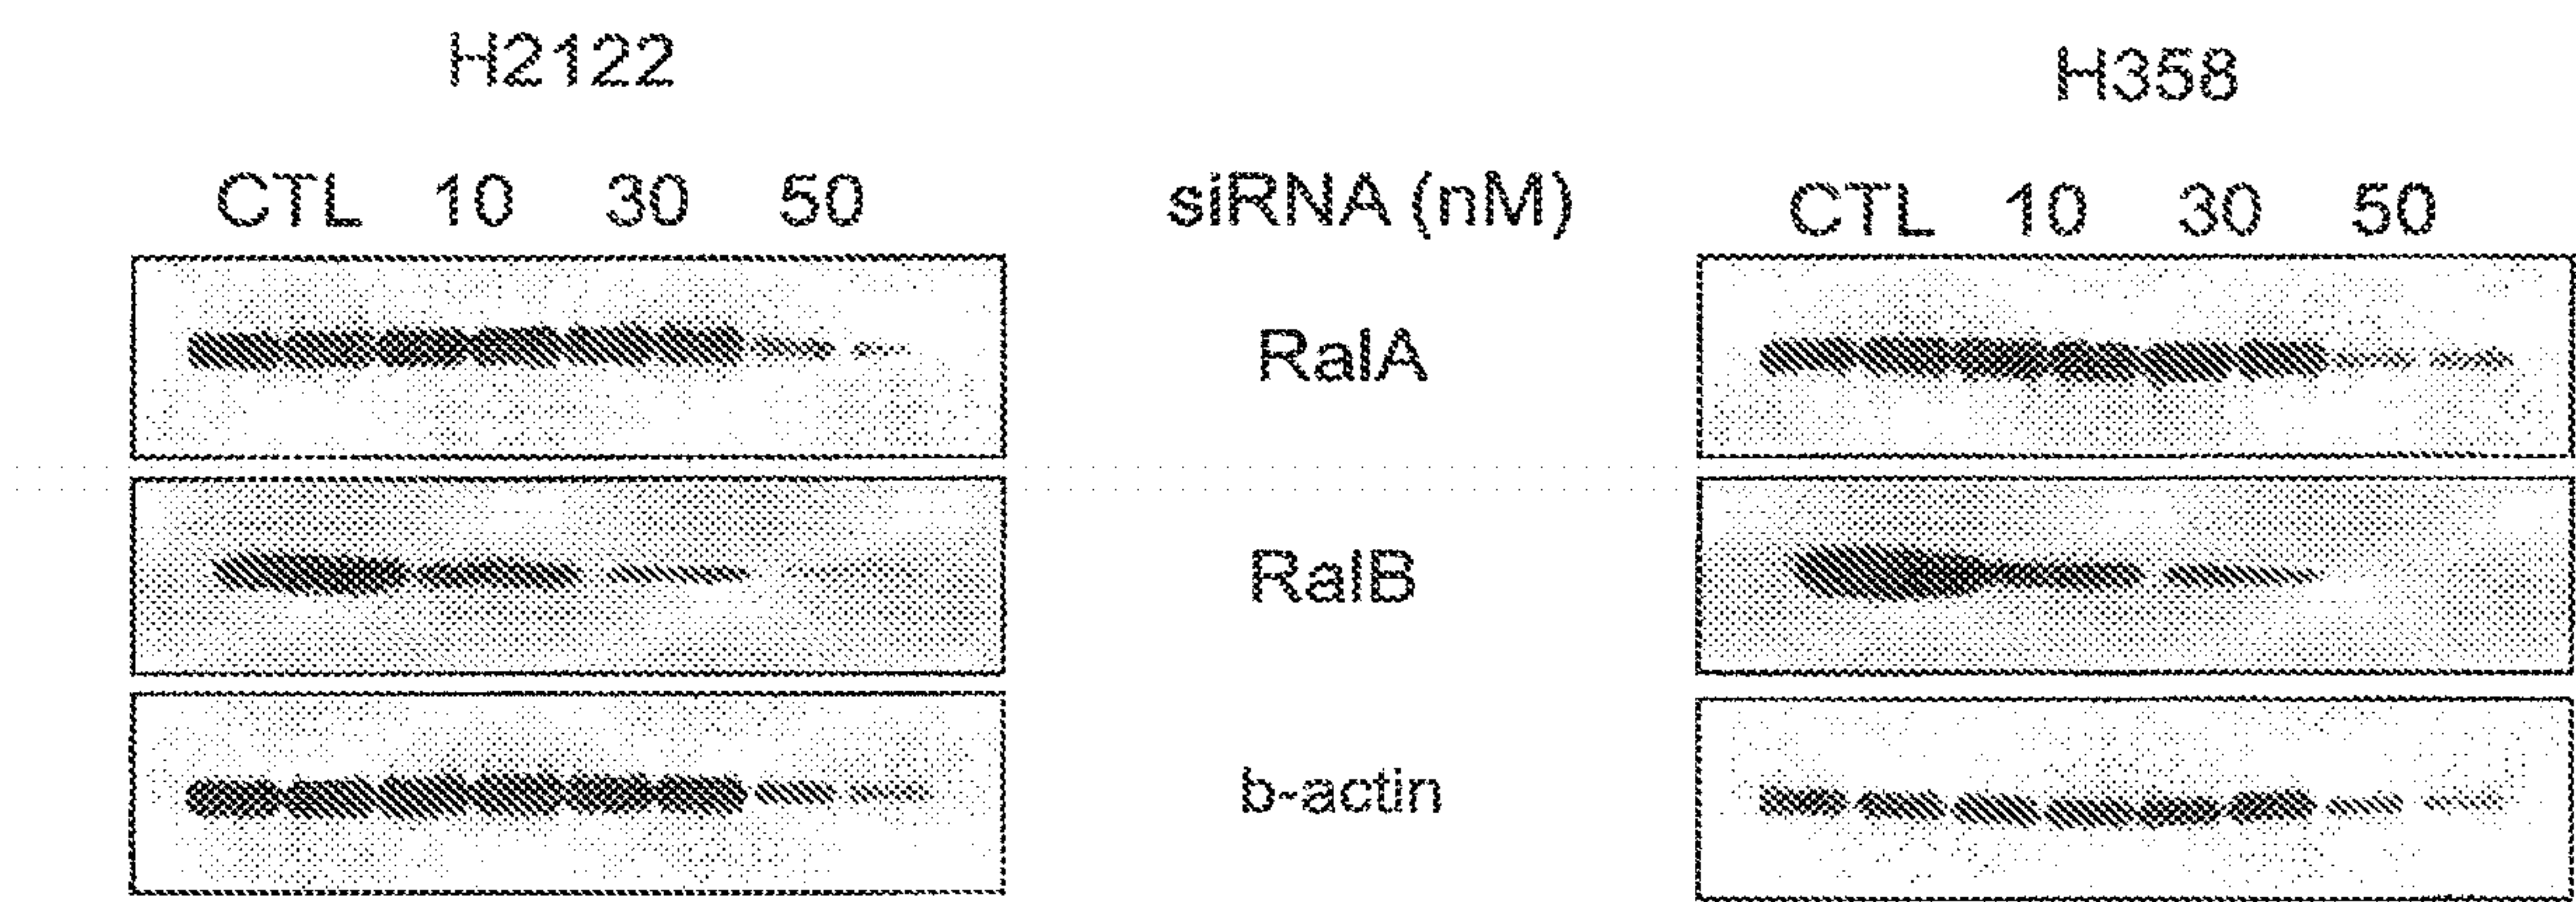 H2122 H358
CTL 10 30 50 siRNA (nM) CTL 10 30 50
RalA
RalB
b-actin